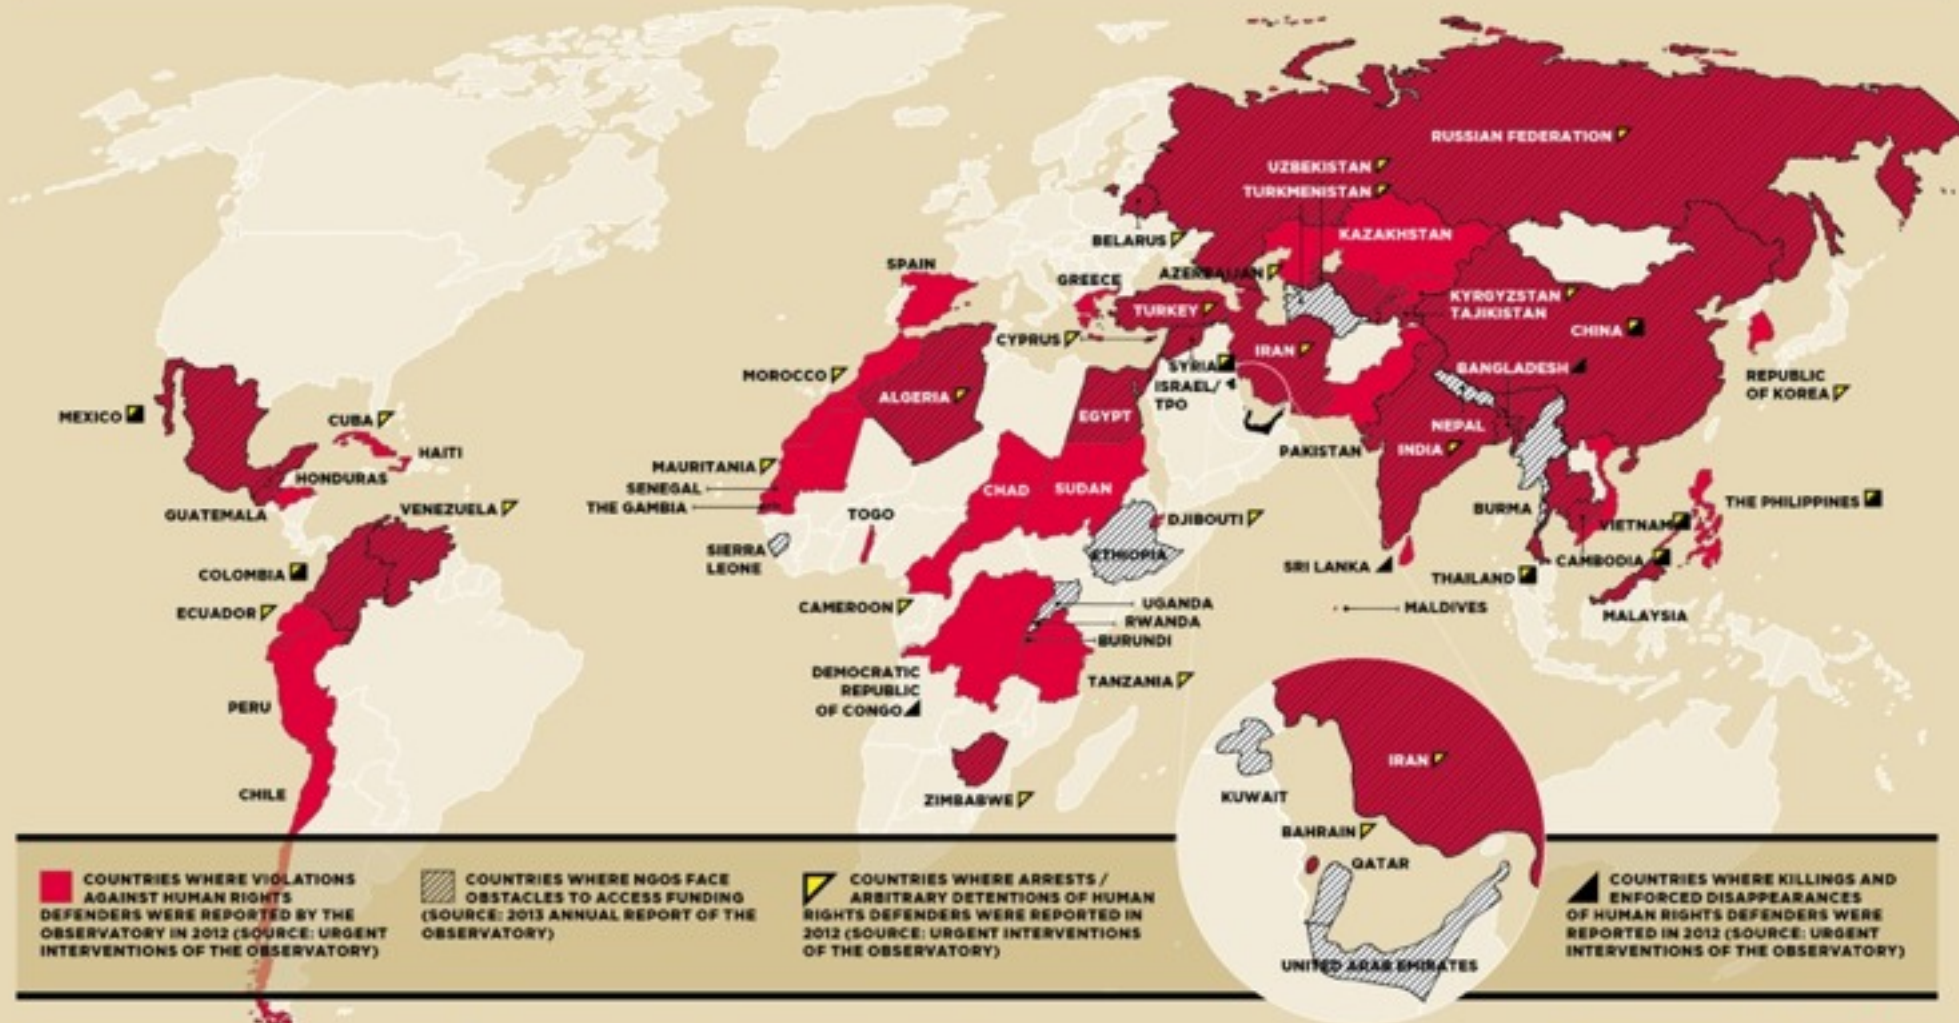 RUSSIAN FEDERATION
UZBEKISTAN
TURKMENISTAN
KAZAKHSTAN
BELARUS
SPAIN
GREECE
AZERBAIJAN
KYRGYZSTAN
TAJIKISTAN
TURKEY
CHINA
CYPRUS
IRAN
SYRIA
BANGLADESH
MOROCCO
ISRAEL/
TPO
REPUBLIC
OF KOREA
ALGERIA
MEXICO
CUBA
EGYPT
NEPAL
HAITI
PAKISTAN
INDIA
MAURITANIA
HONDURAS
SENEGAL
CHAD
SUDAN
THE PHILIPPINES
THE GAMBIA
VENEZUELA
BURMA
GUATEMALA
TOGO
DJIBOUTI
VIETNAM
SIERRA
LEONE
ETHIOPIA
CAMBODIA
SRI LANKA
COLOMBIA
THAILAND
UGANDA
MALDIVES
CAMEROON
ECUADOR
MALAYSIA
RWANDA
BURUNDI
DEMOCRATIC
REPUBLIC
OF CONGO
TANZANIA
PERU
IRAN
CHILE
ZIMBABWE
KUWAIT
BAHRAIN
QATAR
UNITED ARAB EMIRATES
COUNTRIES WHERE VIOLATIONS
AGAINST HUMAN RIGHTS
DEFENDERS WERE REPORTED BY THE
OBSERVATORY IN 2012 (SOURCE: URGENT
INTERVENTIONS OF THE OBSERVATORY)
COUNTRIES WHERE NGOS FACE
OBSTACLES TO ACCESS FUNDING
(SOURCE: 2013 ANNUAL REPORT OF THE
OBSERVATORY)
COUNTRIES WHERE ARRESTS /
ARBITRARY DETENTIONS OF HUMAN
RIGHTS DEFENDERS WERE REPORTED IN
2012 (SOURCE: URGENT INTERVENTIONS
OF THE OBSERVATORY)
COUNTRIES WHERE KILLINGS AND
ENFORCED DISAPPEARANCES
OF HUMAN RIGHTS DEFENDERS WERE
REPORTED IN 2012 (SOURCE: URGENT
INTERVENTIONS OF THE OBSERVATORY)